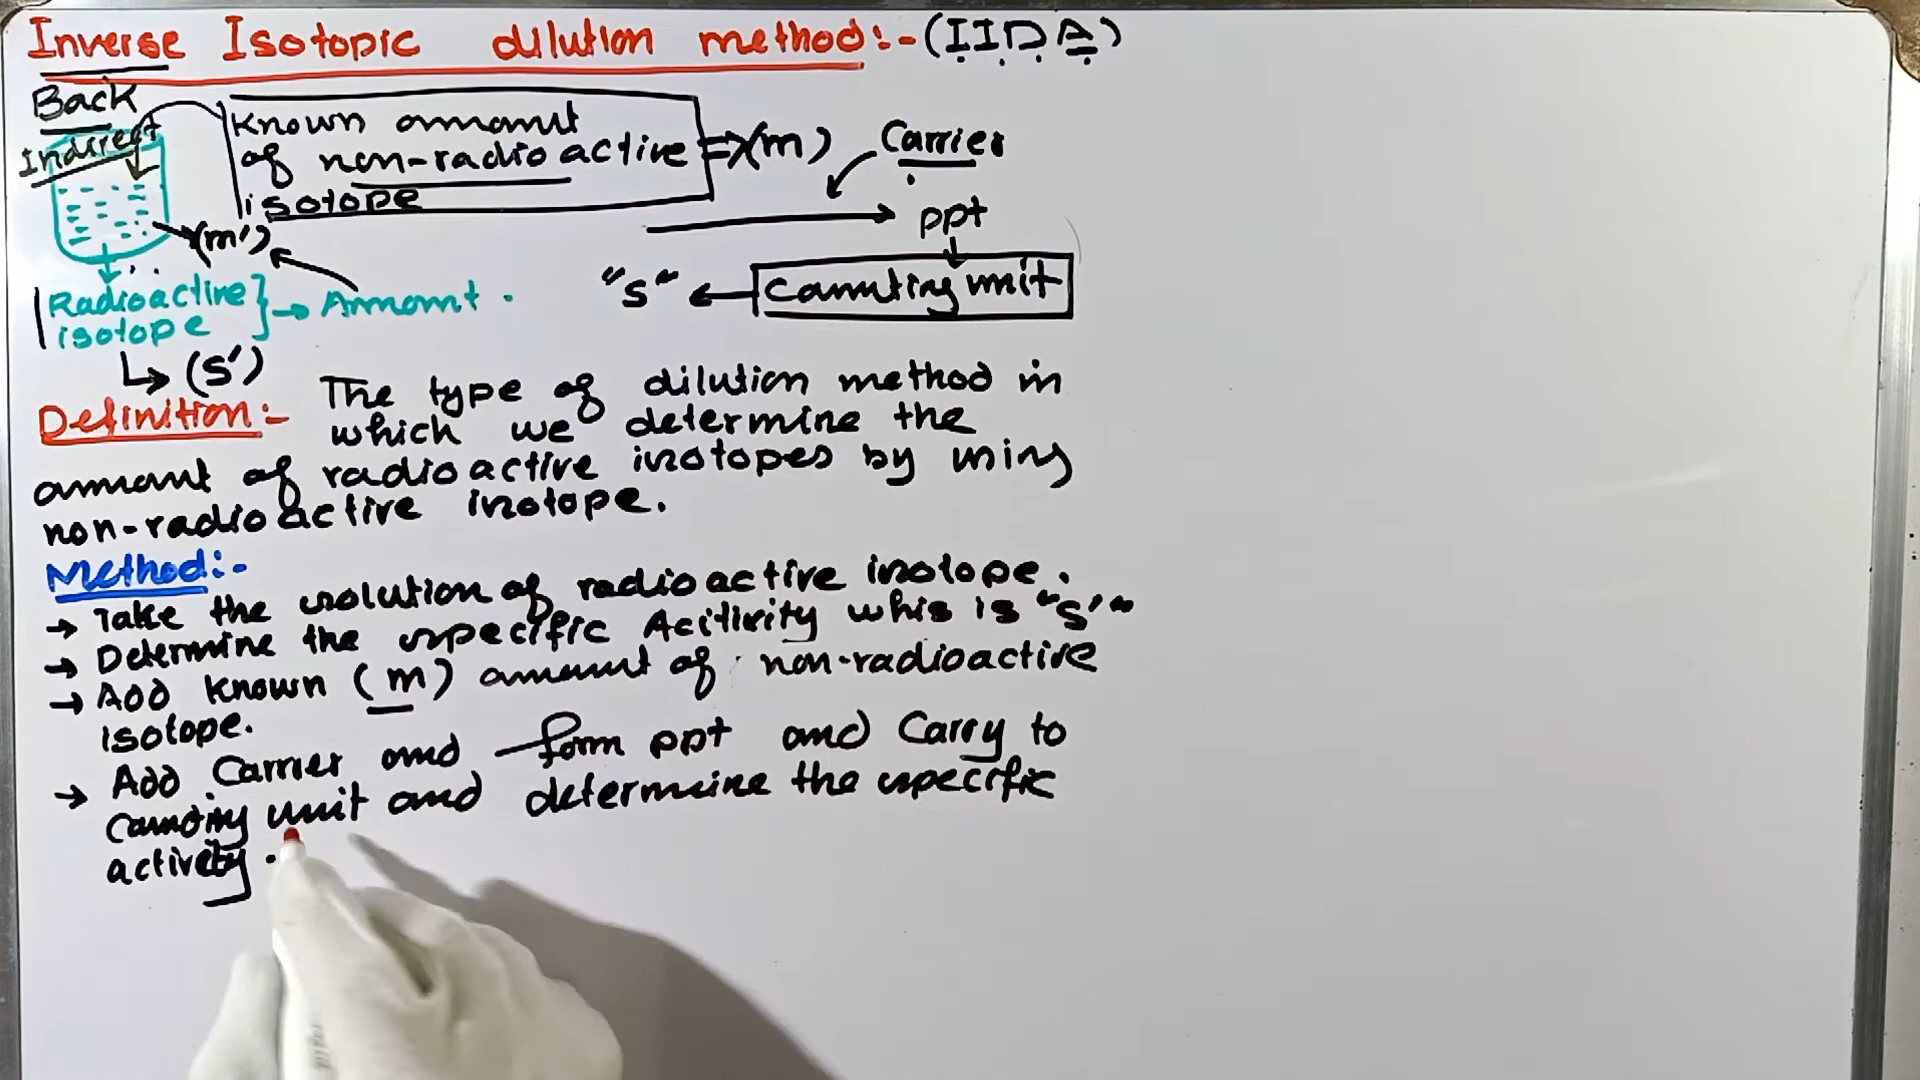 Inverse Isotopic dilution method:- (IIDA)
Back
Indirect
Known amount
of non-radioactive => (m)
isotope
Carrier
ppt
(m')
Counting unit
"S"
Radioactive
isotope
Amount.
(S')
Definition:- The type of dilution method in
which we determine the
amount of radioactive isotopes by using
non-radioactive isotope.
Method:-
→ Take the solution of radioactive isotope.
→ Determine the specific Acitivity whis is "S'"
→ Add known (m) amount of non-radioactive
isotope.
→ Add Carrier and form ppt and Carry to
Counting unit and determine the specific
activety.